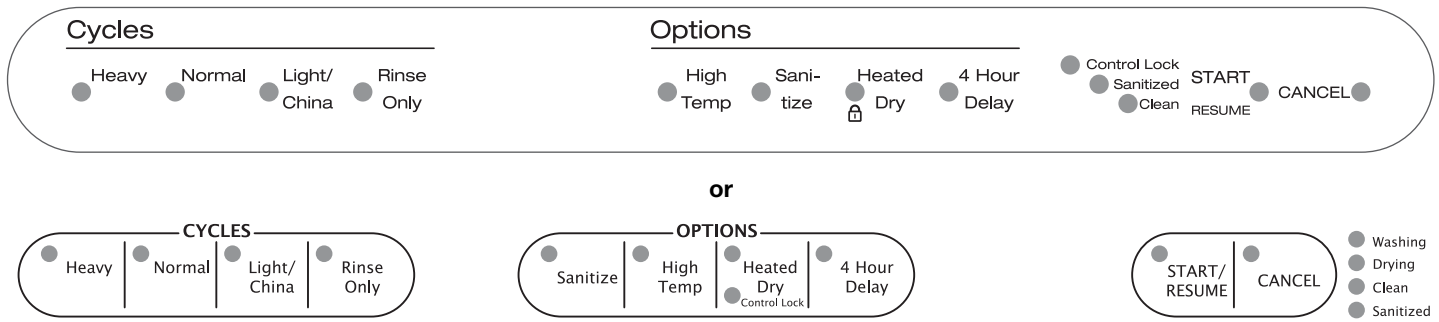 Cycles
Heavy Normal Light/ Rinse
China Only
Options
High Sani- Heated 4 Hour
Temp tize Dry Delay
Control Lock
Sanitized
Clean
START
RESUME
CANCEL
or
CYCLES
Heavy Normal Light/ Rinse
China Only
OPTIONS
Sanitize High Heated 4 Hour
Temp Dry Delay
Control Lock
START/
RESUME
CANCEL
Washing
Drying
Clean
Sanitized